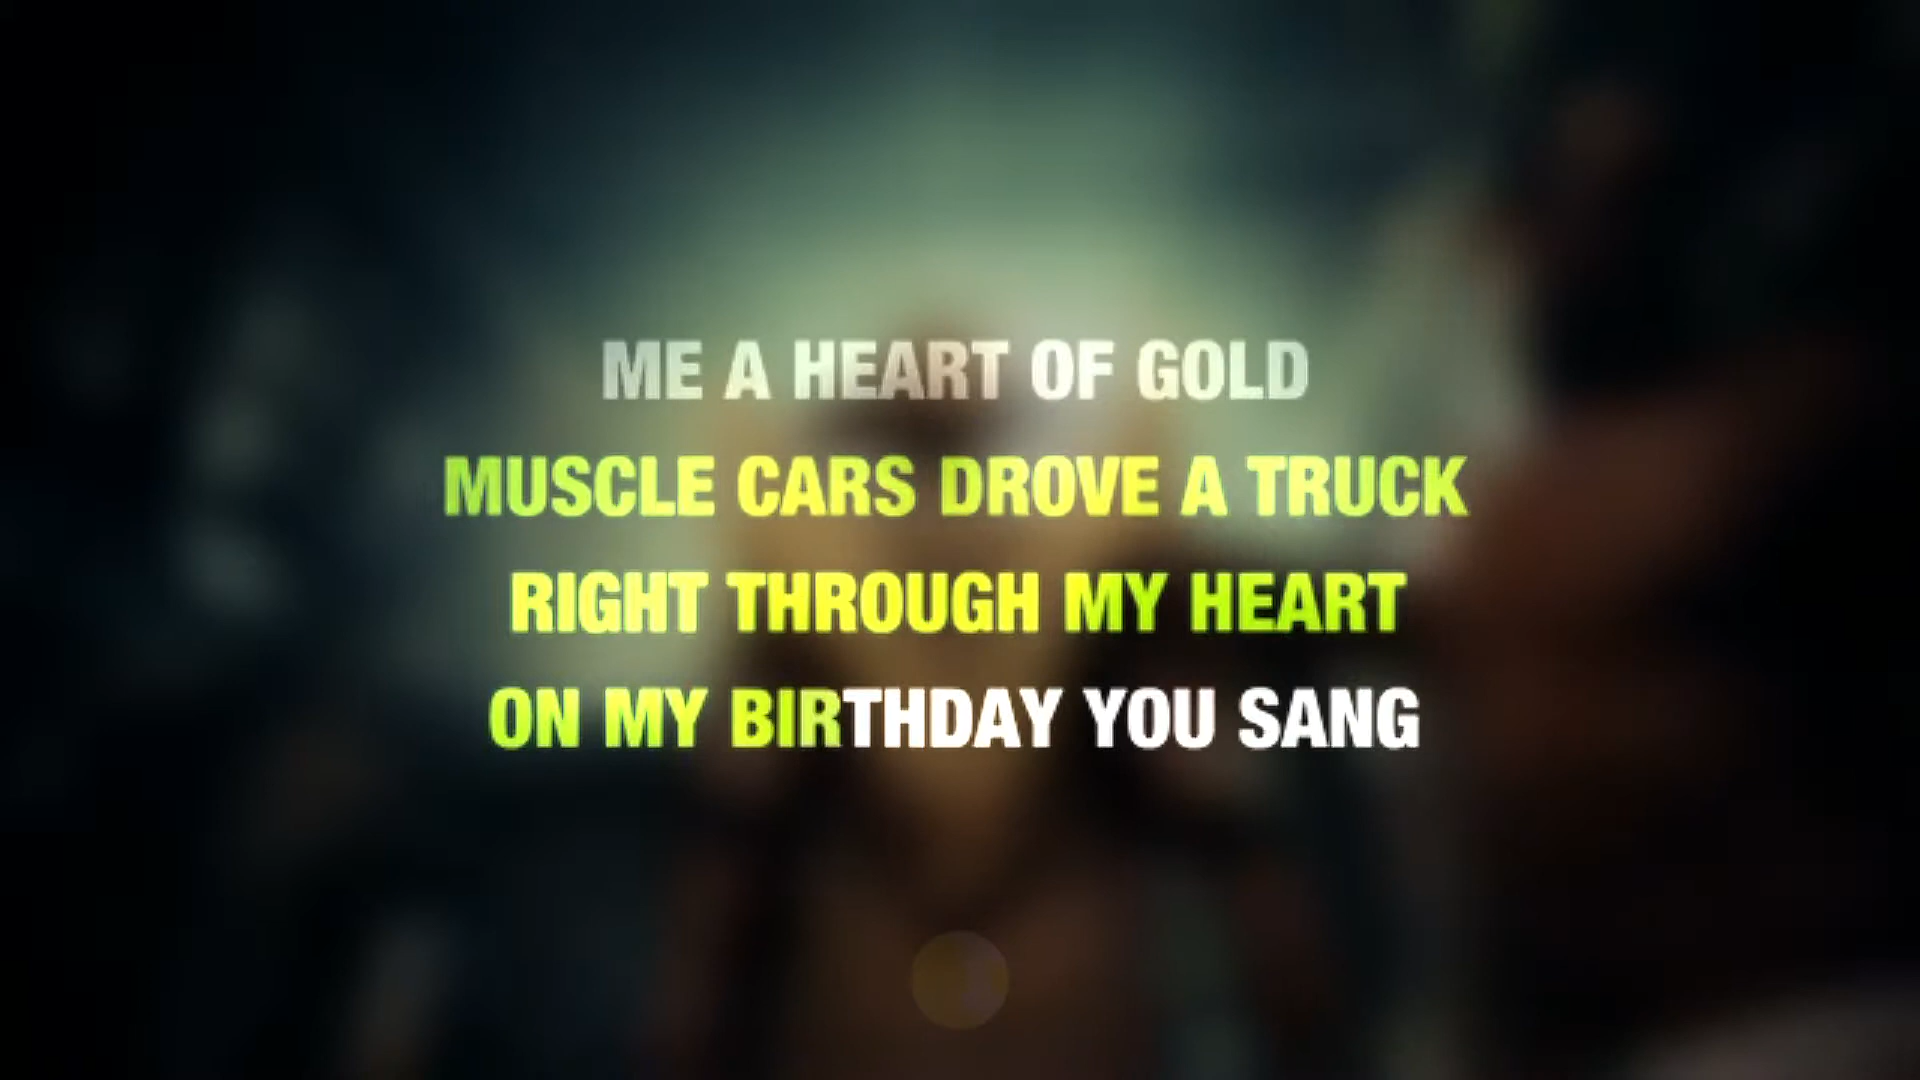 ME A HEART OF GOLD
MUSCLE CARS DROVE A TRUCK
RIGHT THROUGH MY HEART
ON MY BIRTHDAY YOU SANG